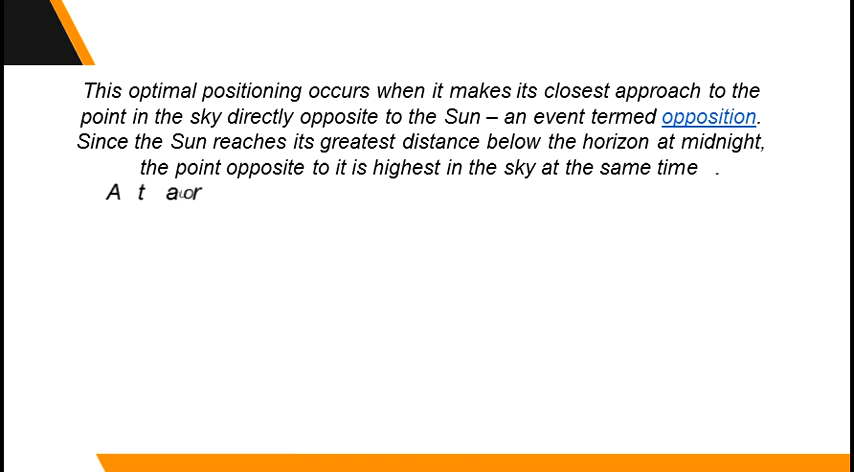 This optimal positioning occurs when it makes its closest approach to the
point in the sky directly opposite to the Sun – an event termed opposition.
Since the Sun reaches its greatest distance below the horizon at midnight,
the point opposite to it is highest in the sky at the same time .
A t